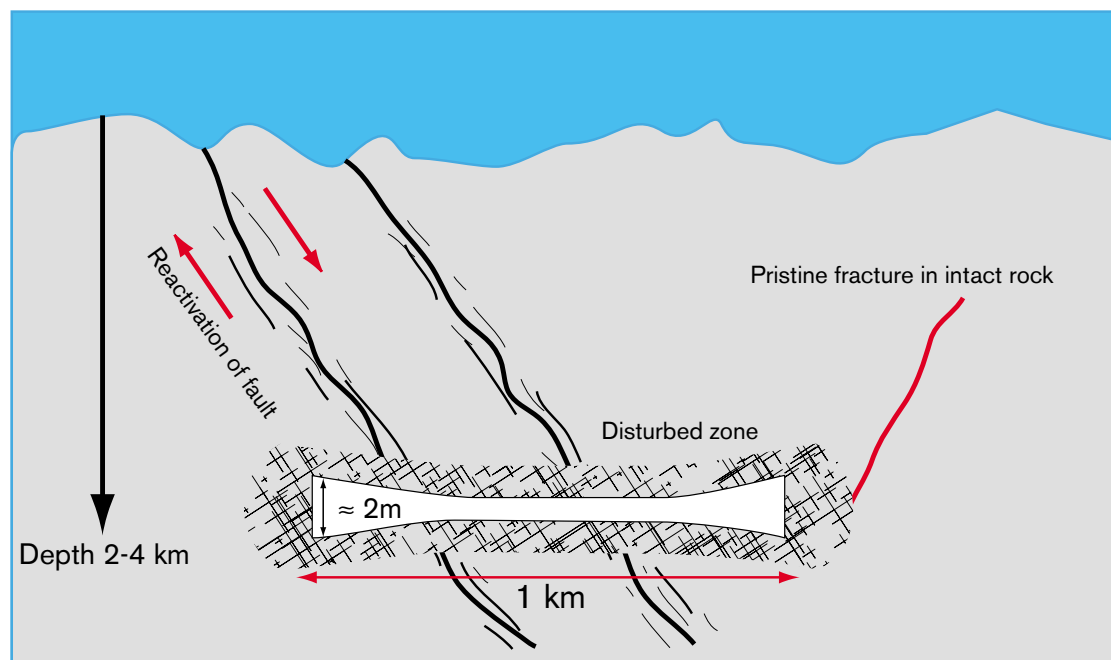 Reactivation of fault
Pristine fracture in intact rock
Disturbed zone
≈ 2m
Depth 2-4 km
1 km